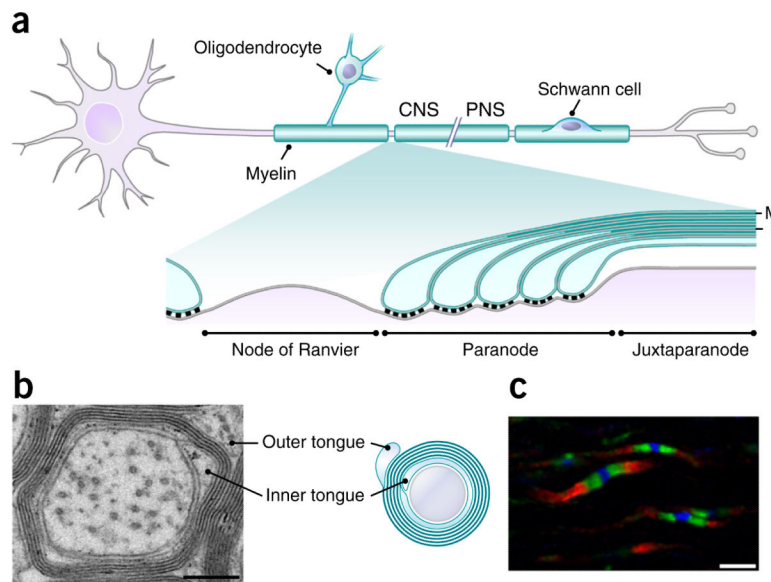 a
Oligodendrocyte
CNS
PNS
Schwann cell
Myelin
M
Node of Ranvier
Paranode
Juxtaparanode
b
c
Outer tongue
Inner tongue